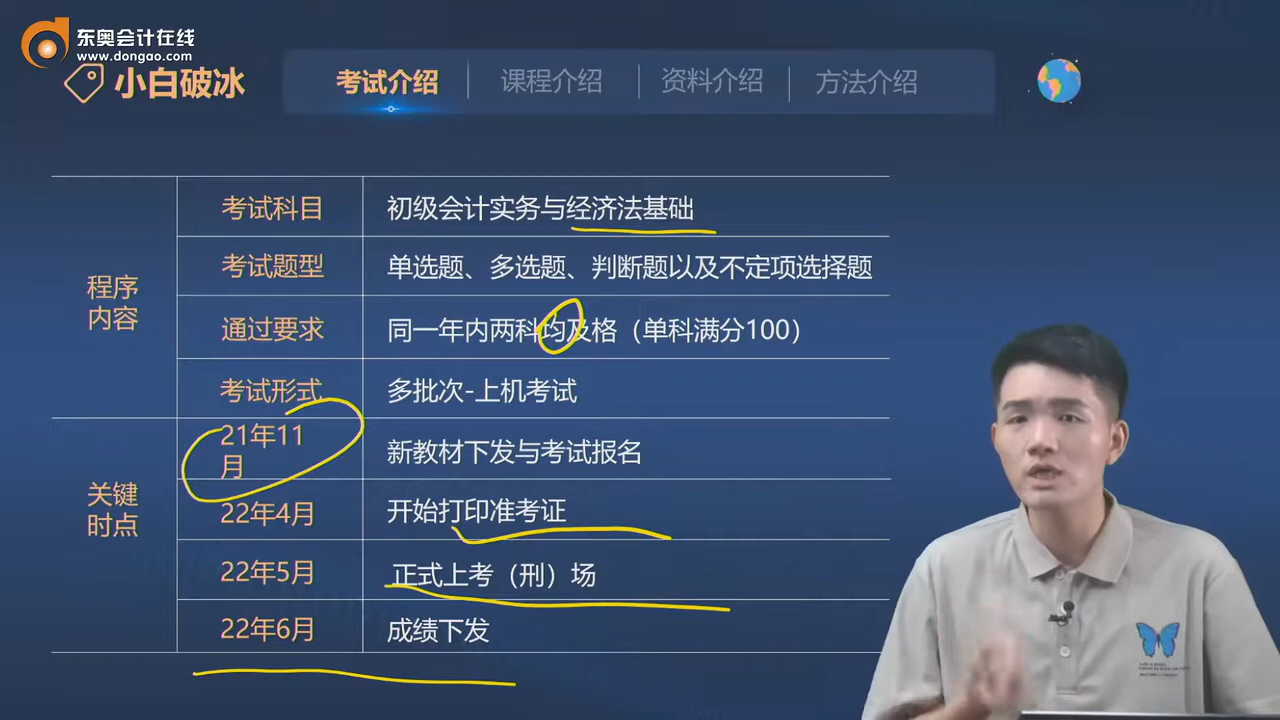 东奥会计在线
www.dongao.com
小白破冰
考试介绍
课程介绍
资料介绍
方法介绍
程序
内容
考试科目
初级会计实务与经济法基础
考试题型
单选题、多选题、判断题以及不定项选择题
通过要求
同一年内两科均及格（单科满分100）
考试形式
多批次-上机考试
关键
时点
21年11
月
新教材下发与考试报名
22年4月
开始打印准考证
22年5月
正式上考（刑）场
22年6月
成绩下发